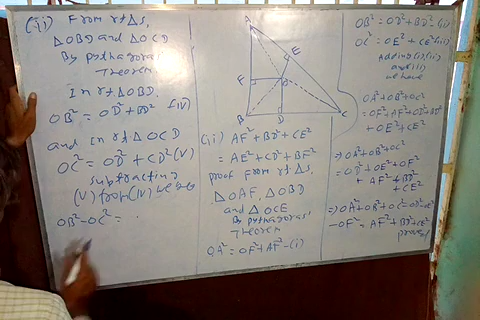 (ii) From rt Δs,
ΔOBD and ΔOCD
By pythagoras
Theorem
In rt ΔOBD,
OB² = OD² + BD² (IV)
and In rt ΔOCD
OC² = OD² + CD² (V)
subtracting
(V) from (IV) we get
OB² - OC² =
A
E
F
O
B
D
C
(ii) AF² + BD² + CE²
= AE² + CD² + BF²
proof From rt Δs,
ΔOAF, ΔOBD
and ΔOCE
By pythagoras
Theorem
OA² = OF² + AF² - (i)
OB² = OD² + BD² (ii)
OC² = OE² + CE² (iii)
Adding (i), (ii)
and (iii)
we have
OA² + OB² + OC²
= OF² + AF² + OD² + BD²
+ OE² + CE²
⇒ OA² + OB² + OC²
= OD² + OE² + OF²
+ AF² + BD²
+ CE²
⇒ OA² + OB² + OC² - OD² - OE²
- OF² = AF² + BD² + CE²
proved